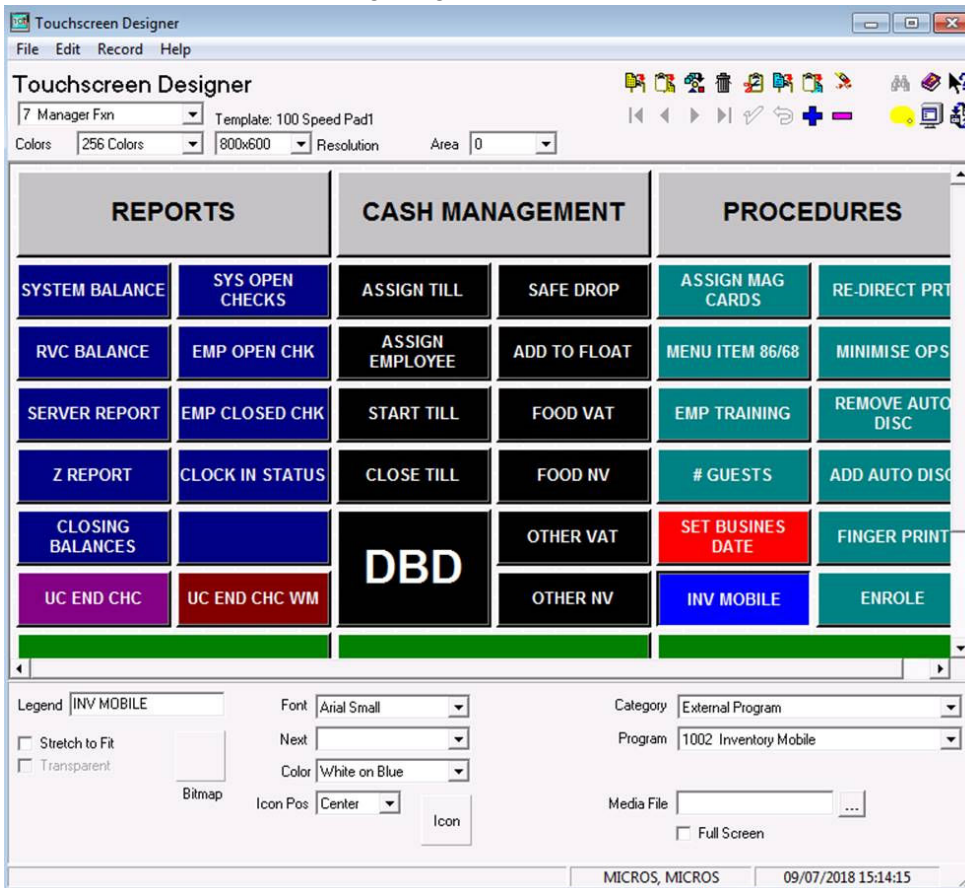 Touchscreen Designer
File Edit Record Help
Touchscreen Designer
7 Manager Fxn Template: 100 Speed Pad1
Colors 256 Colors 800x600 Resolution Area 0
REPORTS CASH MANAGEMENT PROCEDURES
SYSTEM BALANCE SYS OPEN CHECKS ASSIGN TILL SAFE DROP ASSIGN MAG CARDS RE-DIRECT PRT
RVC BALANCE EMP OPEN CHK ASSIGN EMPLOYEE ADD TO FLOAT MENU ITEM 86/68 MINIMISE OPS
SERVER REPORT EMP CLOSED CHK START TILL FOOD VAT EMP TRAINING REMOVE AUTO DISC
Z REPORT CLOCK IN STATUS CLOSE TILL FOOD NV # GUESTS ADD AUTO DISC
CLOSING BALANCES DBD OTHER VAT SET BUSINES DATE FINGER PRINT
UC END CHC UC END CHC WM OTHER NV INV MOBILE ENROLE
Legend INV MOBILE Font Arial Small Category External Program
Stretch to Fit Next Program 1002 Inventory Mobile
Transparent Color White on Blue
Bitmap Icon Pos Center Icon Media File ...
Full Screen
MICROS, MICROS 09/07/2018 15:14:15